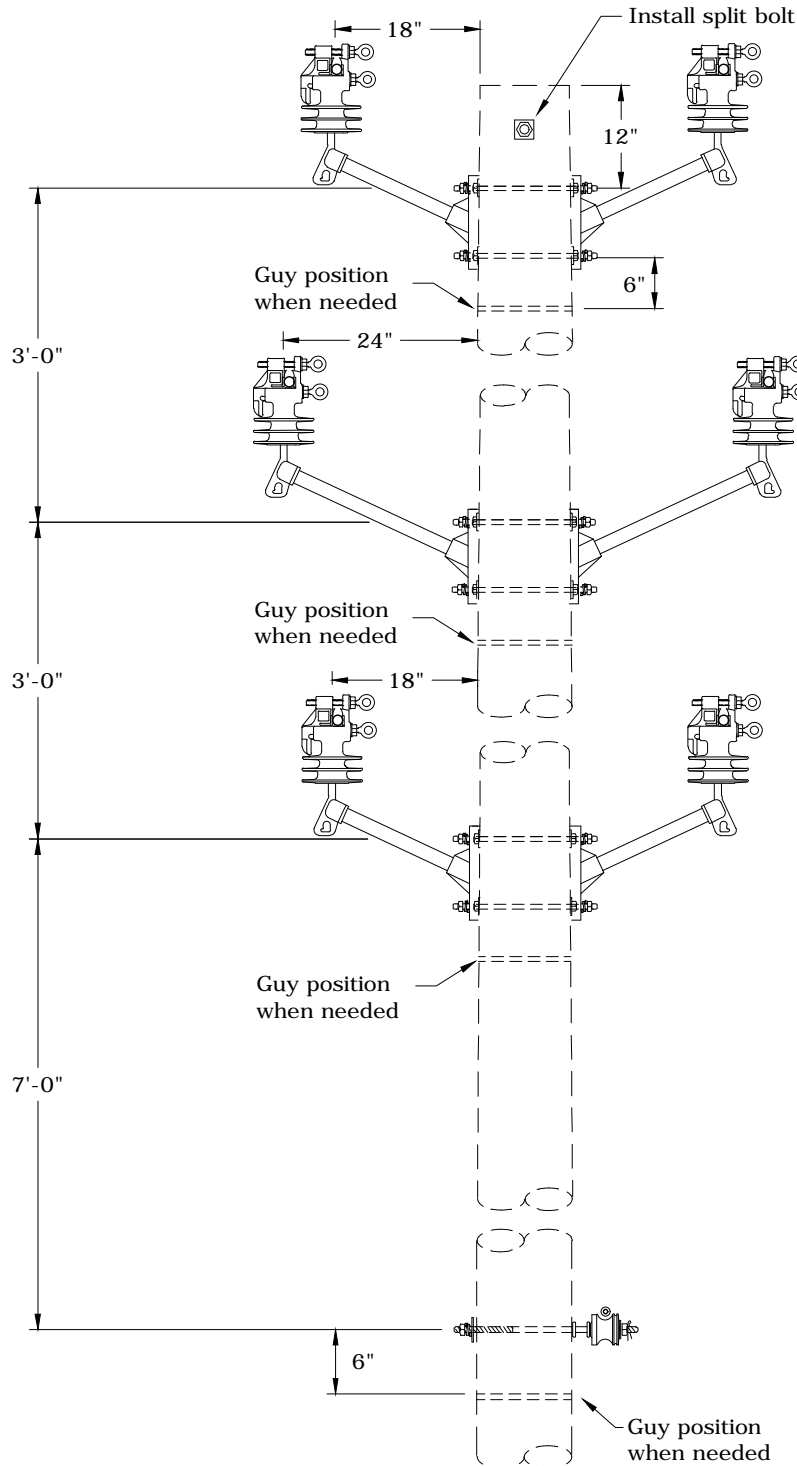 Install split bolt
18"
12"
Guy position
when needed
6"
3'-0"
24"
Guy position
when needed
3'-0"
18"
Guy position
when needed
7'-0"
6"
Guy position
when needed